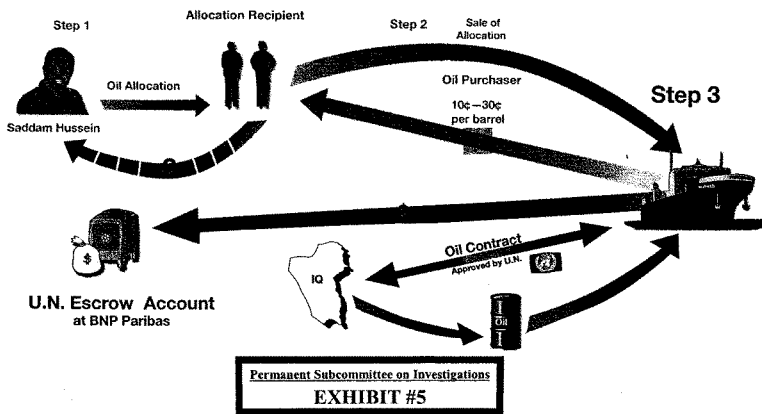 Step 1
Allocation Recipient
Step 2
Sale of
Allocation
Oil Allocation
Oil Purchaser
Step 3
10¢—30¢
per barrel
Saddam Hussein
Oil Contract
Approved by U.N.
$
IQ
Oil
U.N. Escrow Account
at BNP Paribas
Permanent Subcommittee on Investigations
EXHIBIT #5